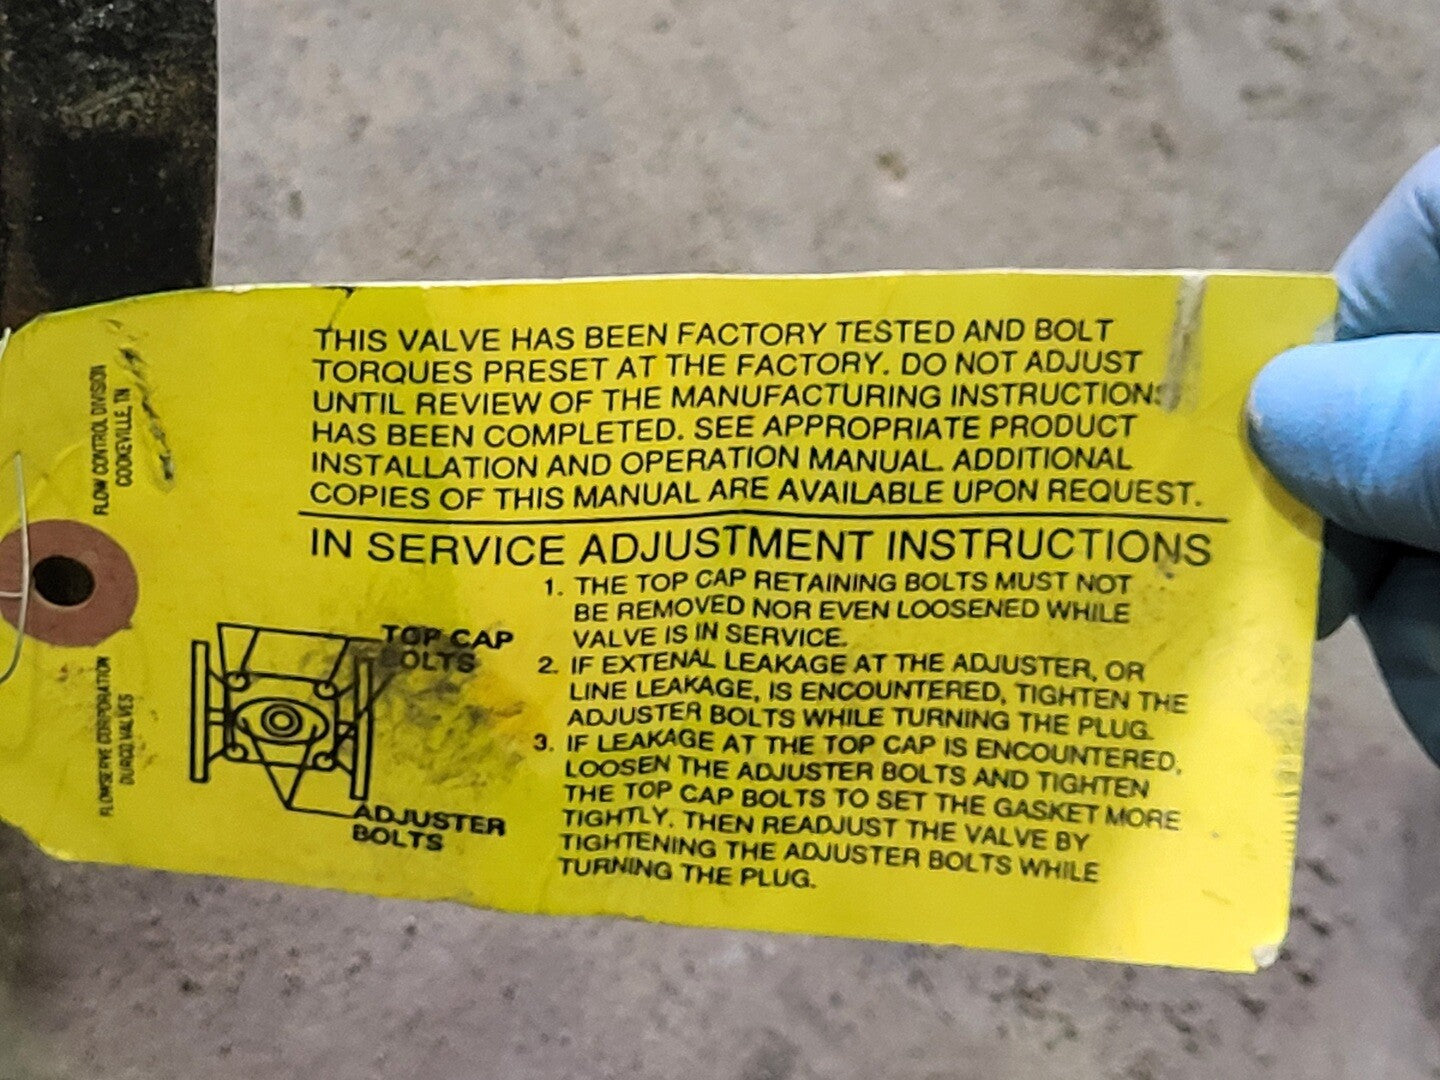 THIS VALVE HAS BEEN FACTORY TESTED AND BOLT
TORQUES PRESET AT THE FACTORY. DO NOT ADJUST
UNTIL REVIEW OF THE MANUFACTURING INSTRUCTIONS
HAS BEEN COMPLETED. SEE APPROPRIATE PRODUCT
INSTALLATION AND OPERATION MANUAL. ADDITIONAL
COPIES OF THIS MANUAL ARE AVAILABLE UPON REQUEST.
IN SERVICE ADJUSTMENT INSTRUCTIONS
1. THE TOP CAP RETAINING BOLTS MUST NOT
BE REMOVED NOR EVEN LOOSENED WHILE
VALVE IS IN SERVICE.
2. IF EXTENAL LEAKAGE AT THE ADJUSTER, OR
LINE LEAKAGE, IS ENCOUNTERED, TIGHTEN THE
ADJUSTER BOLTS WHILE TURNING THE PLUG.
3. IF LEAKAGE AT THE TOP CAP IS ENCOUNTERED,
LOOSEN THE ADJUSTER BOLTS AND TIGHTEN
THE TOP CAP BOLTS TO SET THE GASKET MORE
TIGHTLY, THEN READJUST THE VALVE BY
TIGHTENING THE ADJUSTER BOLTS WHILE
TURNING THE PLUG.
TOP CAP
BOLTS
ADJUSTER
BOLTS
FLOW CONTROL DIVISION
COOKEVILLE, TN
FLOWSERVE CORPORATION
DURCO VALVES